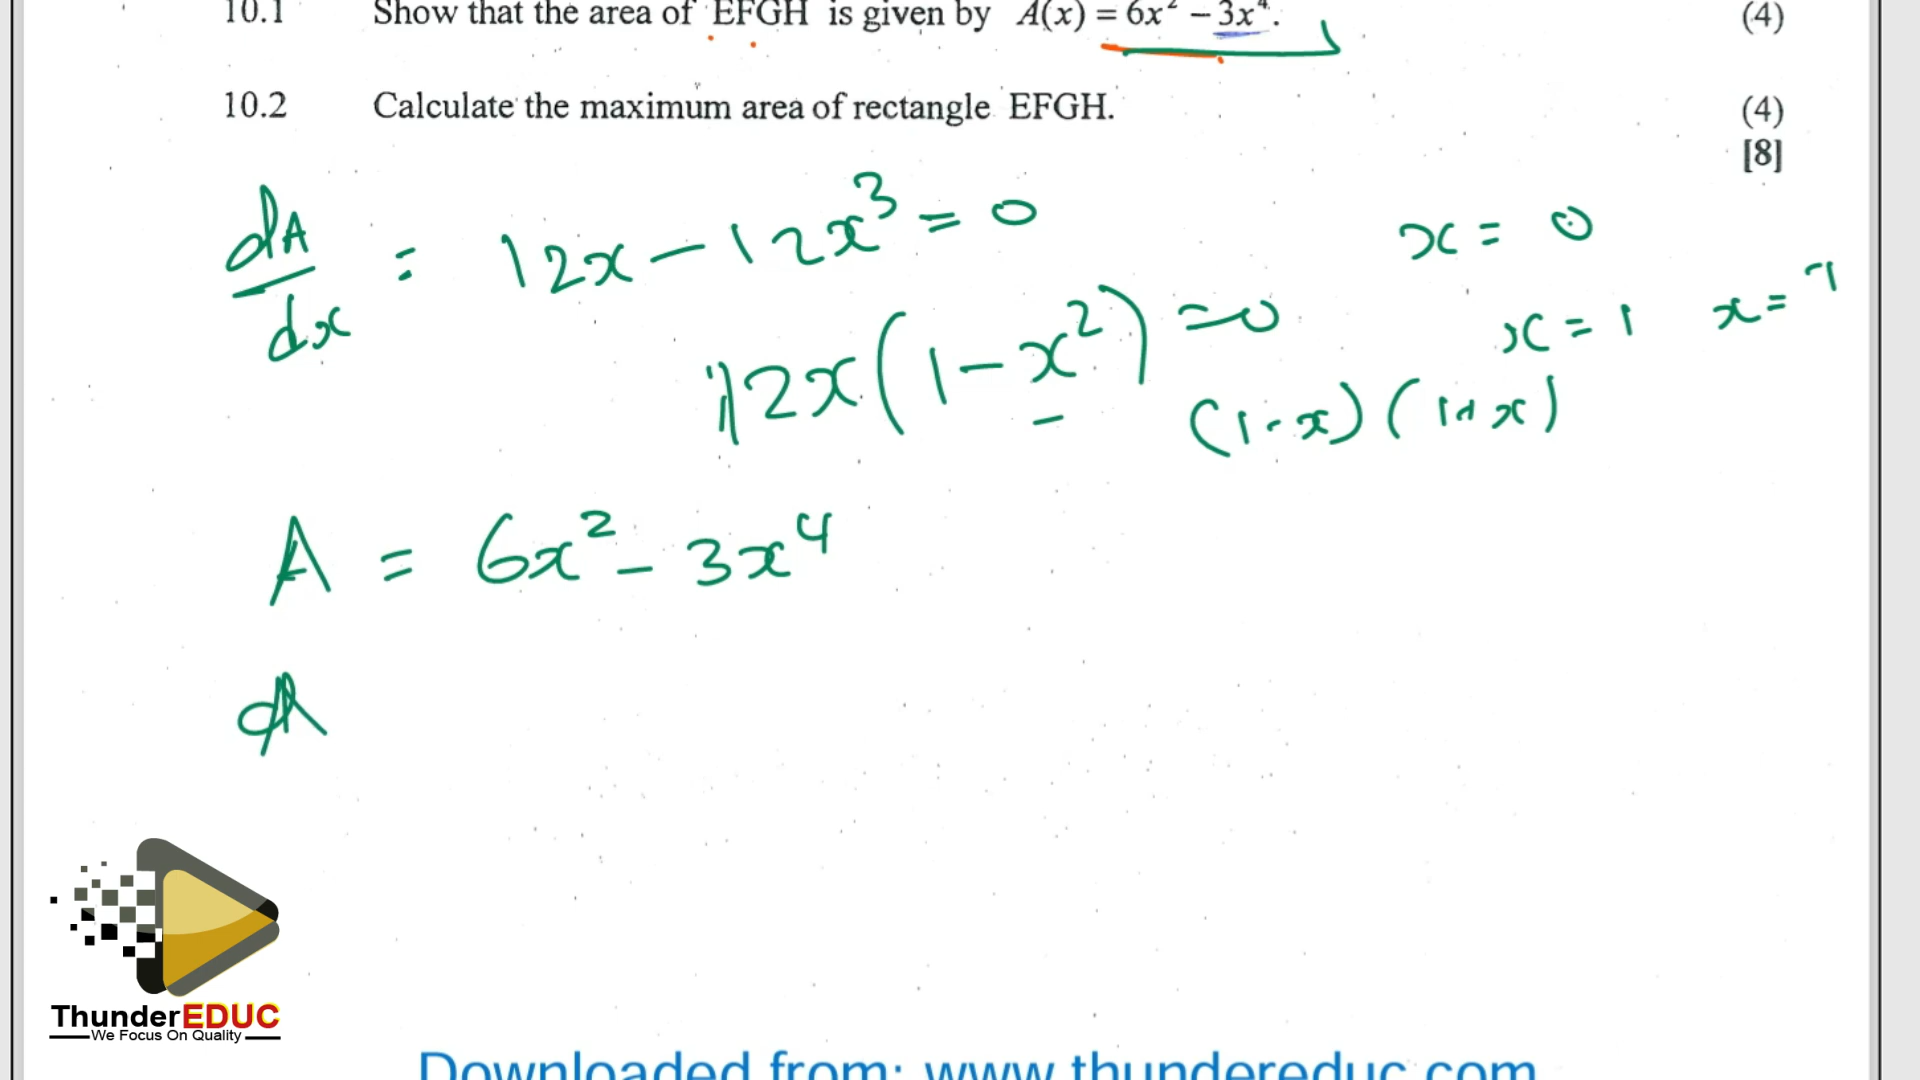 10.1 Show that the area of EFGH is given by A(x) = 6x² − 3x⁴. (4)
10.2 Calculate the maximum area of rectangle EFGH. (4)
[8]
dA/dx = 12x − 12x³ = 0
x = 0
12x(1 − x²) = 0
x = 1 x =
(1 - x)(1 + x)
A = 6x² − 3x⁴
dA
ThunderEDUC
We Focus On Quality
Downloaded from: www.thundereduc.com